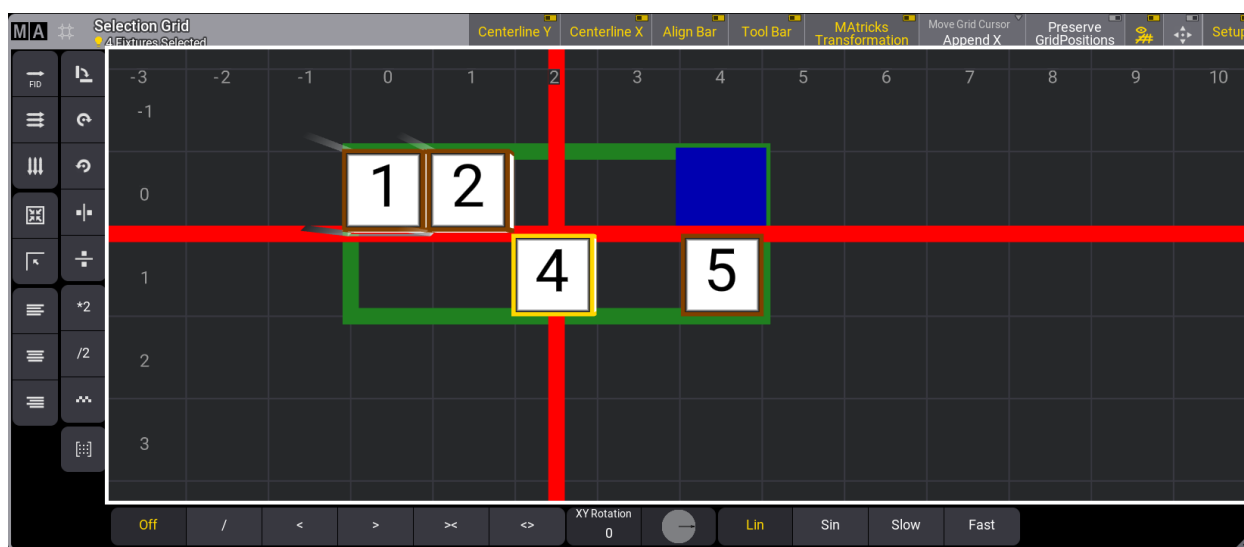 MA Selection Grid
4 Fixtures Selected
Centerline Y
Centerline X
Align Bar
Tool Bar
MAtricks
Transformation
Move Grid Cursor
Append X
Preserve
GridPositions
Setup
FID
-3 -2 -1 0 1 2 3 4 5 6 7 8 9 10
-1
0
1
2
3
1 2
4 5
*2
/2
Off
/
<
>
><
<>
XY Rotation
0
Lin
Sin
Slow
Fast